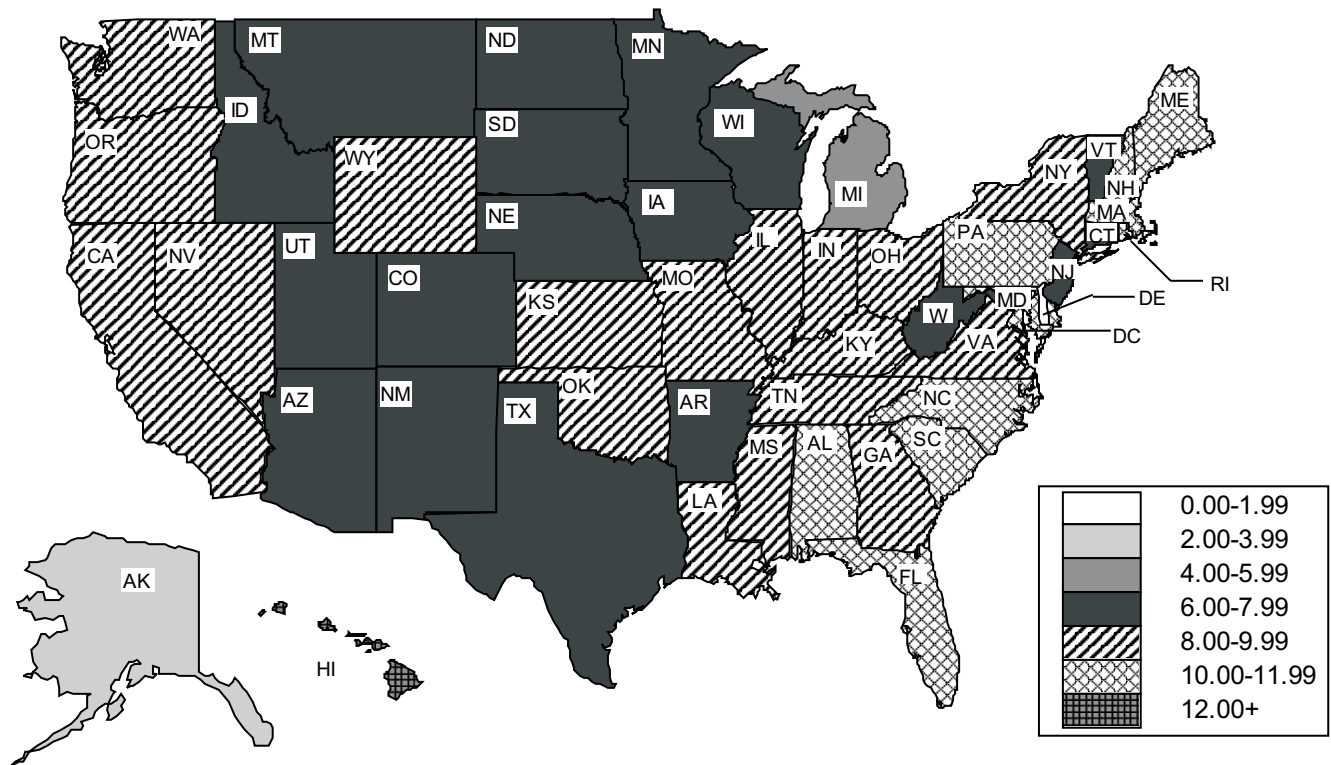 WA
MT
ND
MN
ME
ID
SD
WI
OR
VT
WY
NY
NH
MI
IA
MA
NE
PA
CT
CA
NV
UT
IL
IN
OH
NJ
CO
MO
RI
KS
MD
DE
W
DC
KY
VA
OK
AZ
NM
TX
AR
TN
NC
SC
MS
AL
GA
LA
0.00-1.99
2.00-3.99
4.00-5.99
AK
FL
6.00-7.99
8.00-9.99
HI
10.00-11.99
12.00+